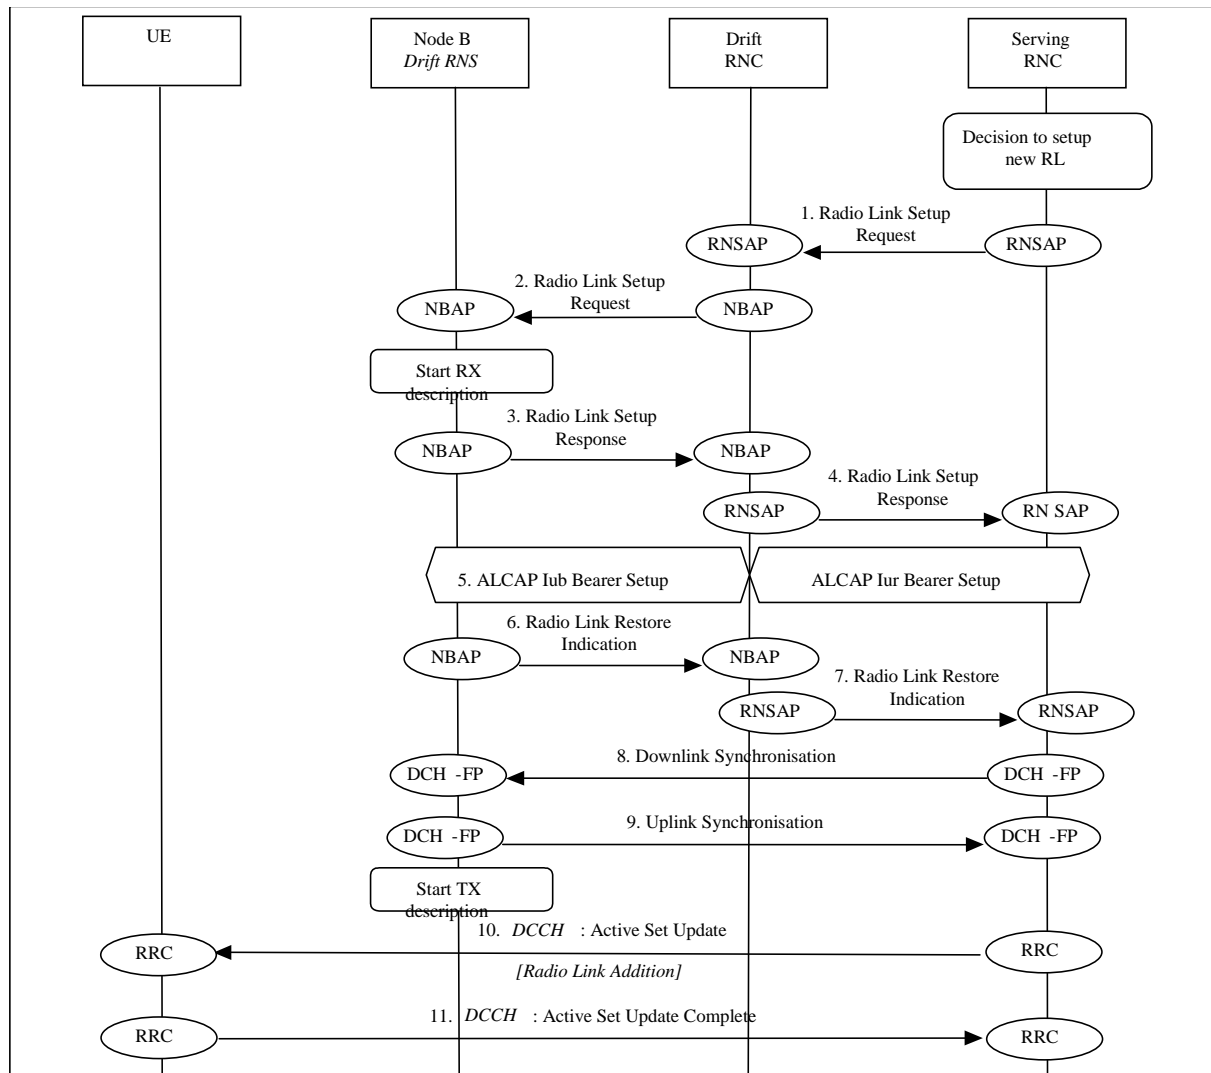 UE
Node B
Drift RNS
Drift
RNC
Serving
RNC
Decision to setup
new RL
1. Radio Link Setup
Request
RNSAP
RNSAP
2. Radio Link Setup
Request
NBAP
NBAP
Start RX
description
3. Radio Link Setup
Response
NBAP
NBAP
4. Radio Link Setup
Response
RNSAP
RN SAP
5. ALCAP Iub Bearer Setup
ALCAP Iur Bearer Setup
6. Radio Link Restore
Indication
NBAP
NBAP
7. Radio Link Restore
Indication
RNSAP
RNSAP
8. Downlink Synchronisation
DCH -FP
DCH -FP
9. Uplink Synchronisation
DCH -FP
DCH -FP
Start TX
description
10. DCCH : Active Set Update
RRC
RRC
[Radio Link Addition]
11. DCCH : Active Set Update Complete
RRC
RRC